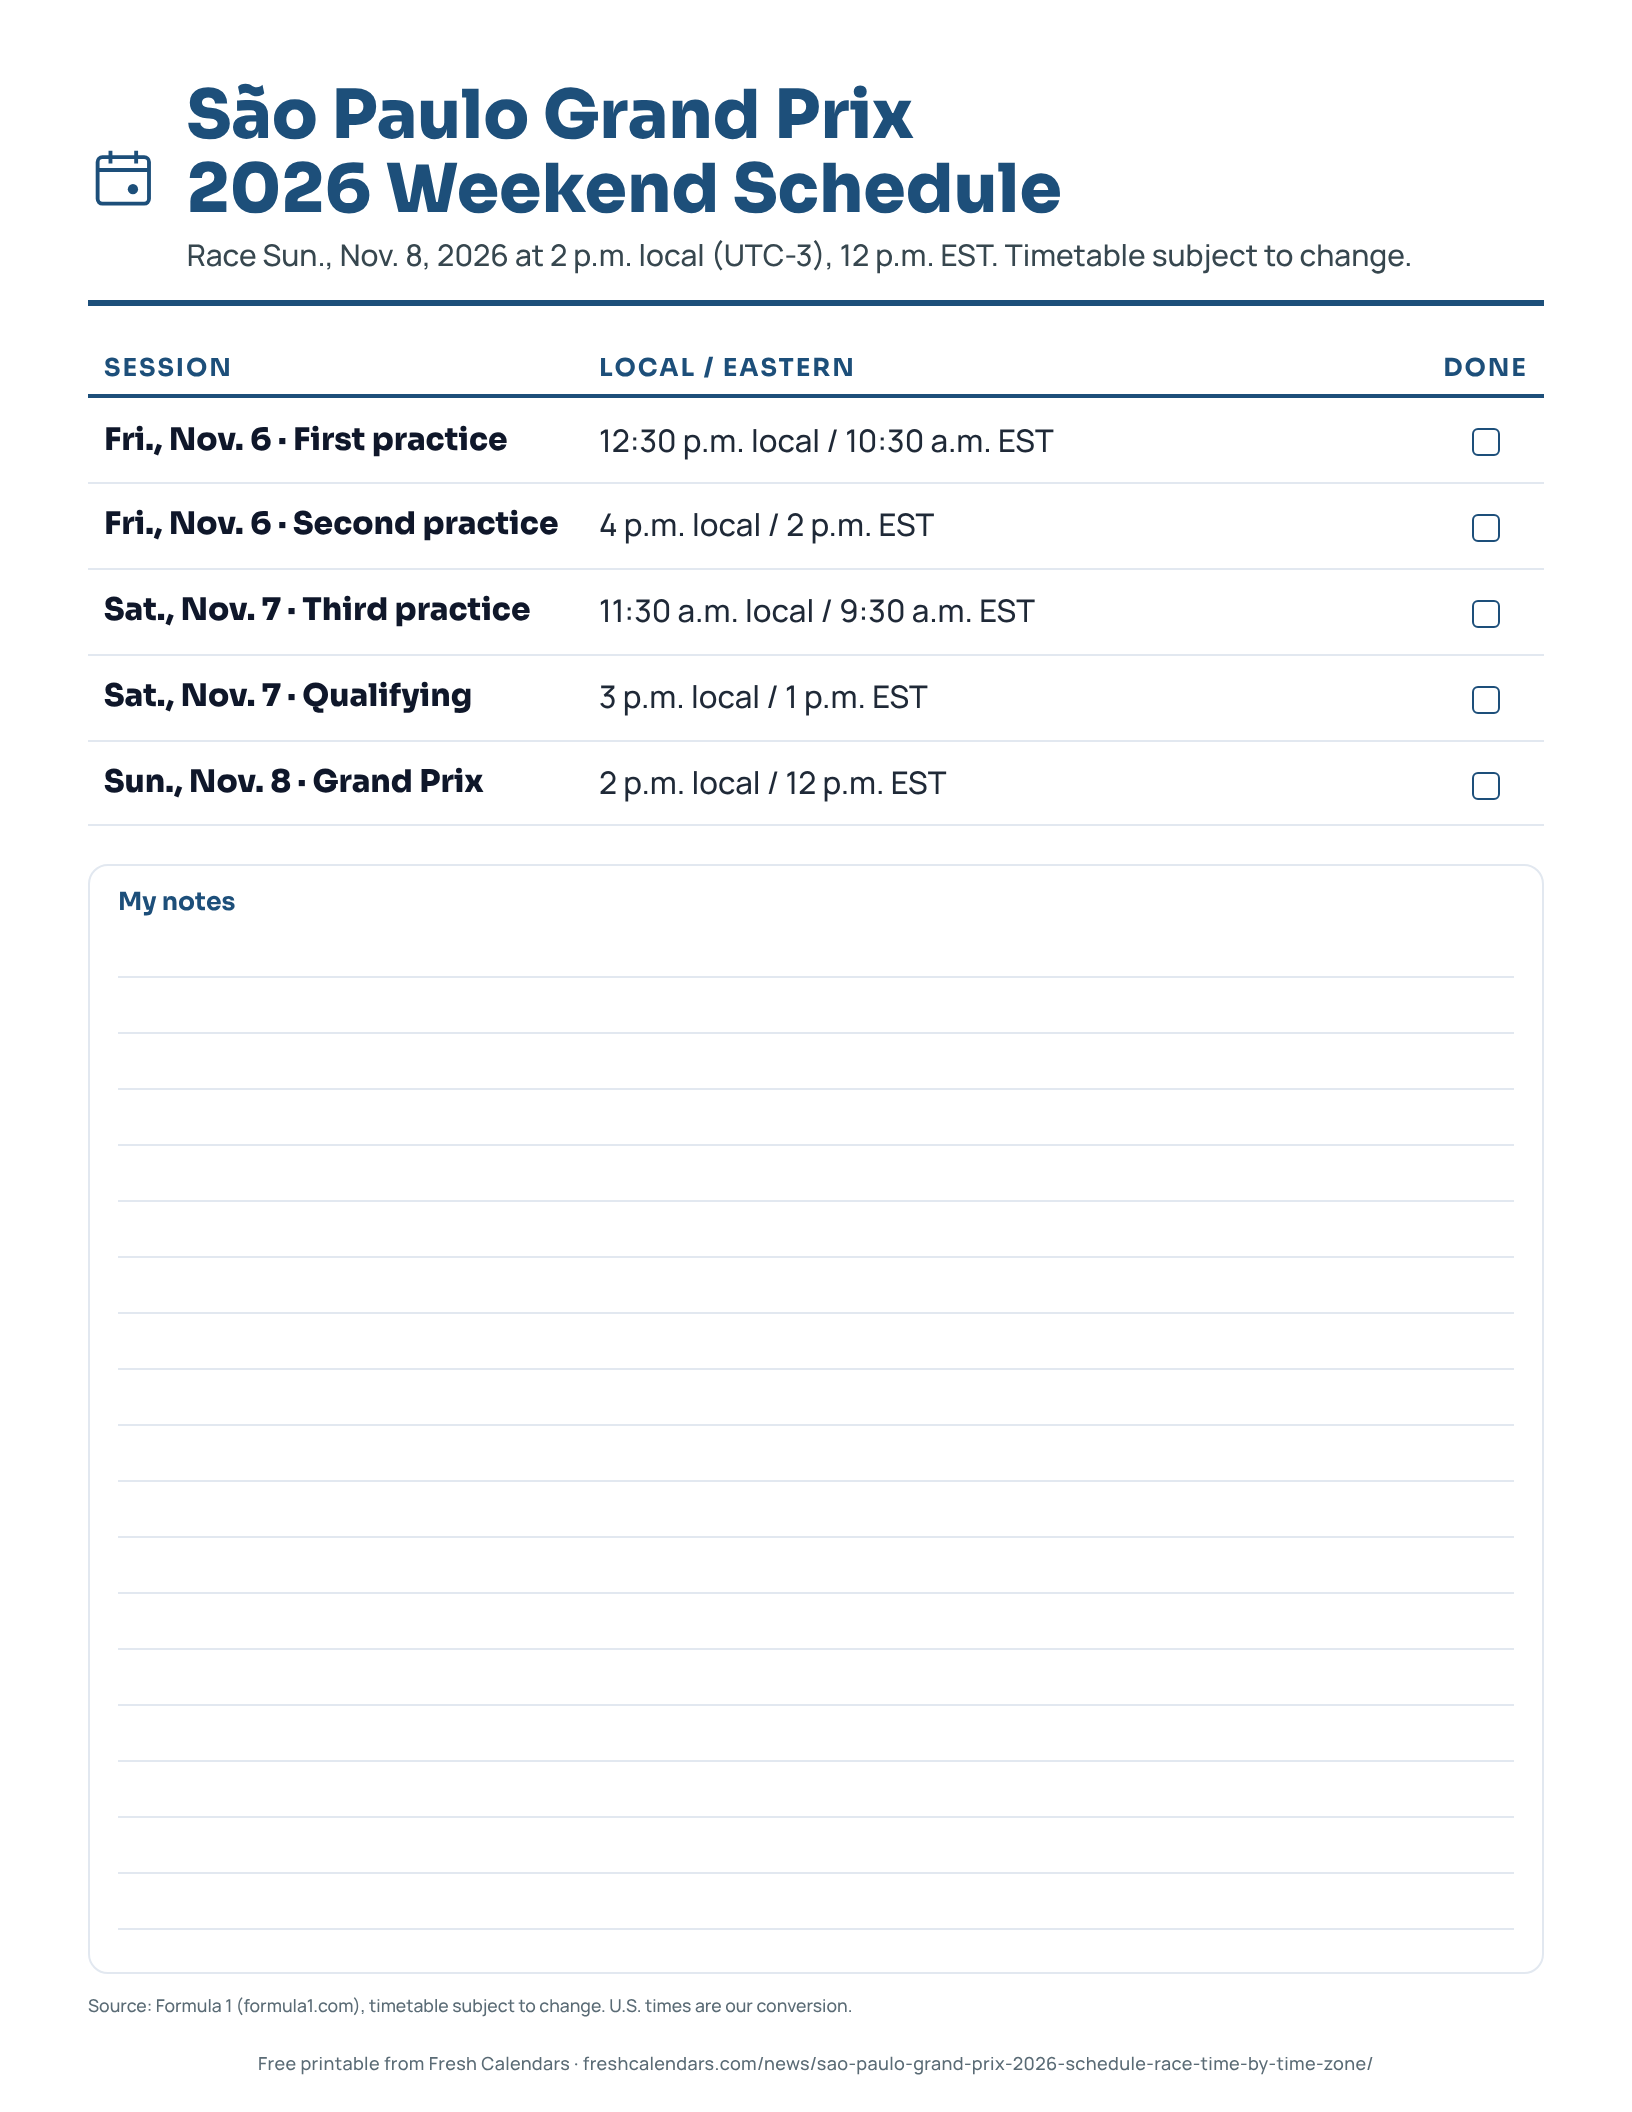 São Paulo Grand Prix
2026 Weekend Schedule
Race Sun., Nov. 8, 2026 at 2 p.m. local (UTC-3), 12 p.m. EST. Timetable subject to change.
SESSION LOCAL / EASTERN DONE
Fri., Nov. 6 · First practice 12:30 p.m. local / 10:30 a.m. EST
Fri., Nov. 6 · Second practice 4 p.m. local / 2 p.m. EST
Sat., Nov. 7 · Third practice 11:30 a.m. local / 9:30 a.m. EST
Sat., Nov. 7 · Qualifying 3 p.m. local / 1 p.m. EST
Sun., Nov. 8 · Grand Prix 2 p.m. local / 12 p.m. EST
My notes
Source: Formula 1 (formula1.com), timetable subject to change. U.S. times are our conversion.
Free printable from Fresh Calendars · freshcalendars.com/news/sao-paulo-grand-prix-2026-schedule-race-time-by-time-zone/